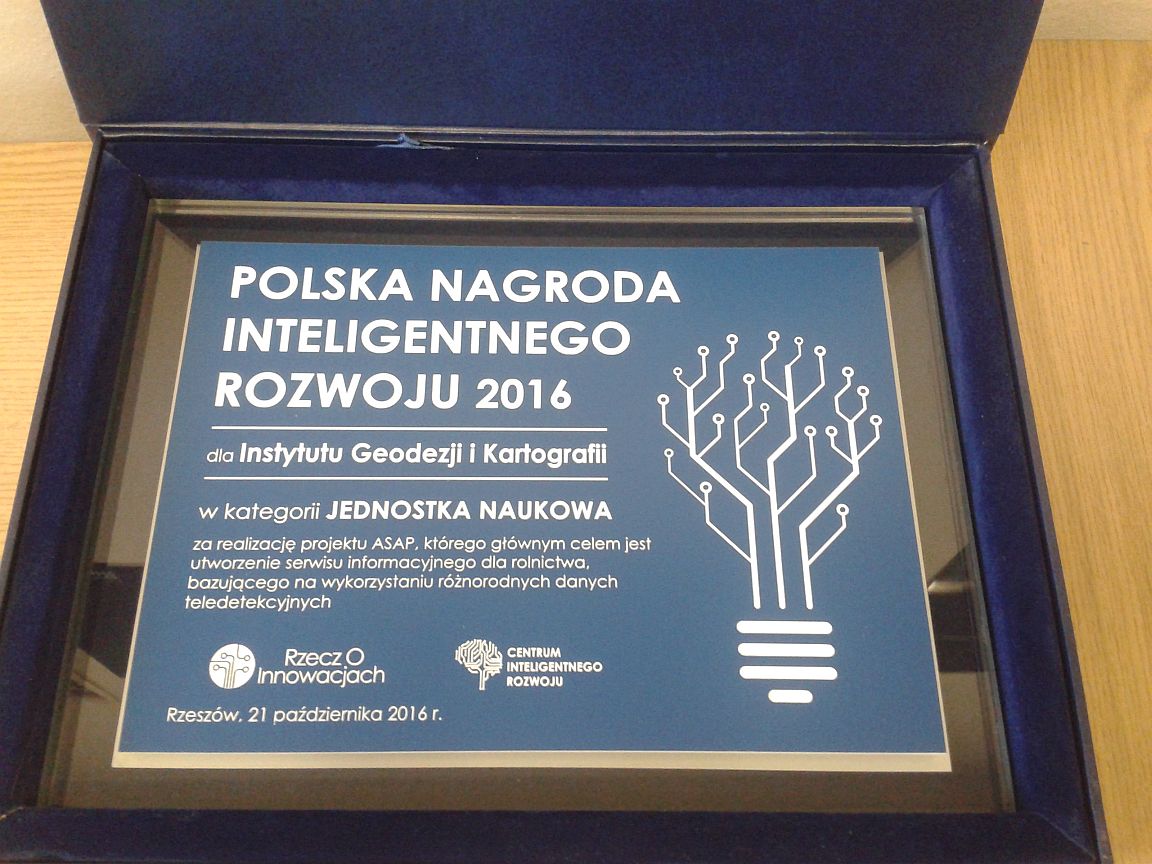 POLSKA NAGRODA
INTELIGENTNEGO
ROZWOJU 2016
dla Instytutu Geodezji i Kartografii
w kategorii JEDNOSTKA NAUKOWA
za realizację projektu ASAP, którego głównym celem jest
utworzenie serwisu informacyjnego dla rolnictwa,
bazującego na wykorzystaniu różnorodnych danych
teledetekcyjnych
Rzecz O
Innowacjach
CENTRUM
INTELIGENTNEGO
ROZWOJU
Rzeszów, 21 października 2016 r.